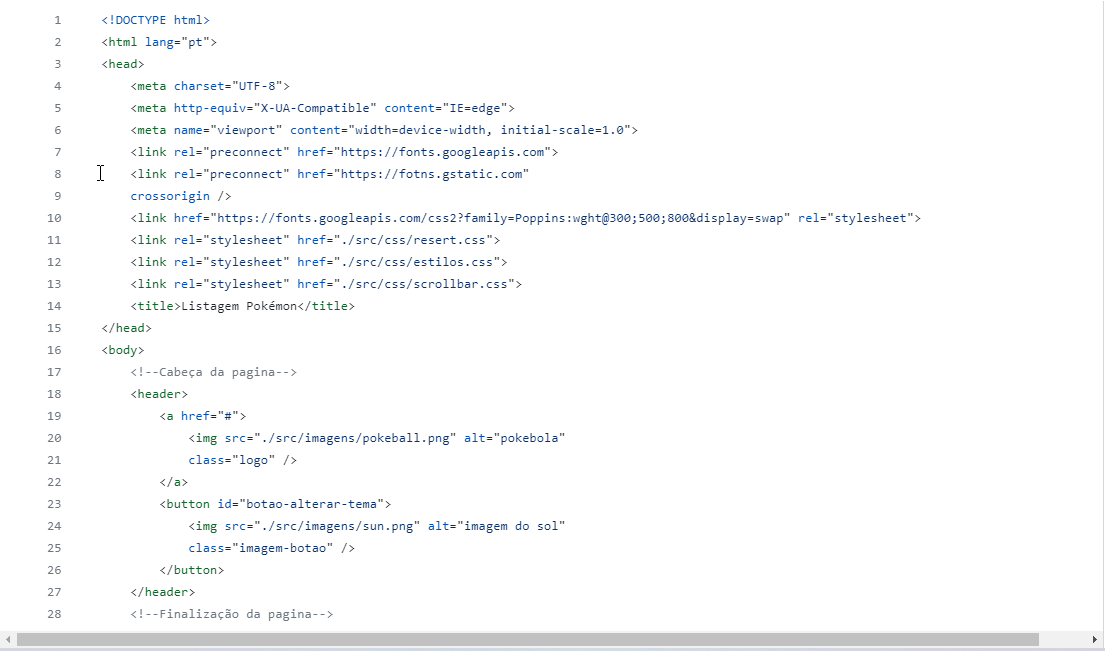 1 <!DOCTYPE html>
2 <html lang="pt">
3 <head>
4 <meta charset="UTF-8">
5 <meta http-equiv="X-UA-Compatible" content="IE=edge">
6 <meta name="viewport" content="width=device-width, initial-scale=1.0">
7 <link rel="preconnect" href="https://fonts.googleapis.com">
8 <link rel="preconnect" href="https://fotns.gstatic.com"
9 crossorigin />
10 <link href="https://fonts.googleapis.com/css2?family=Poppins:wght@300;500;800&display=swap" rel="stylesheet">
11 <link rel="stylesheet" href="./src/css/resert.css">
12 <link rel="stylesheet" href="./src/css/estilos.css">
13 <link rel="stylesheet" href="./src/css/scrollbar.css">
14 <title>Listagem Pokémon</title>
15 </head>
16 <body>
17 <!--Cabeça da pagina-->
18 <header>
19 <a href="#">
20 <img src="./src/imagens/pokeball.png" alt="pokebola"
21 class="logo" />
22 </a>
23 <button id="botao-alterar-tema">
24 <img src="./src/imagens/sun.png" alt="imagem do sol"
25 class="imagem-botao" />
26 </button>
27 </header>
28 <!--Finalização da pagina-->